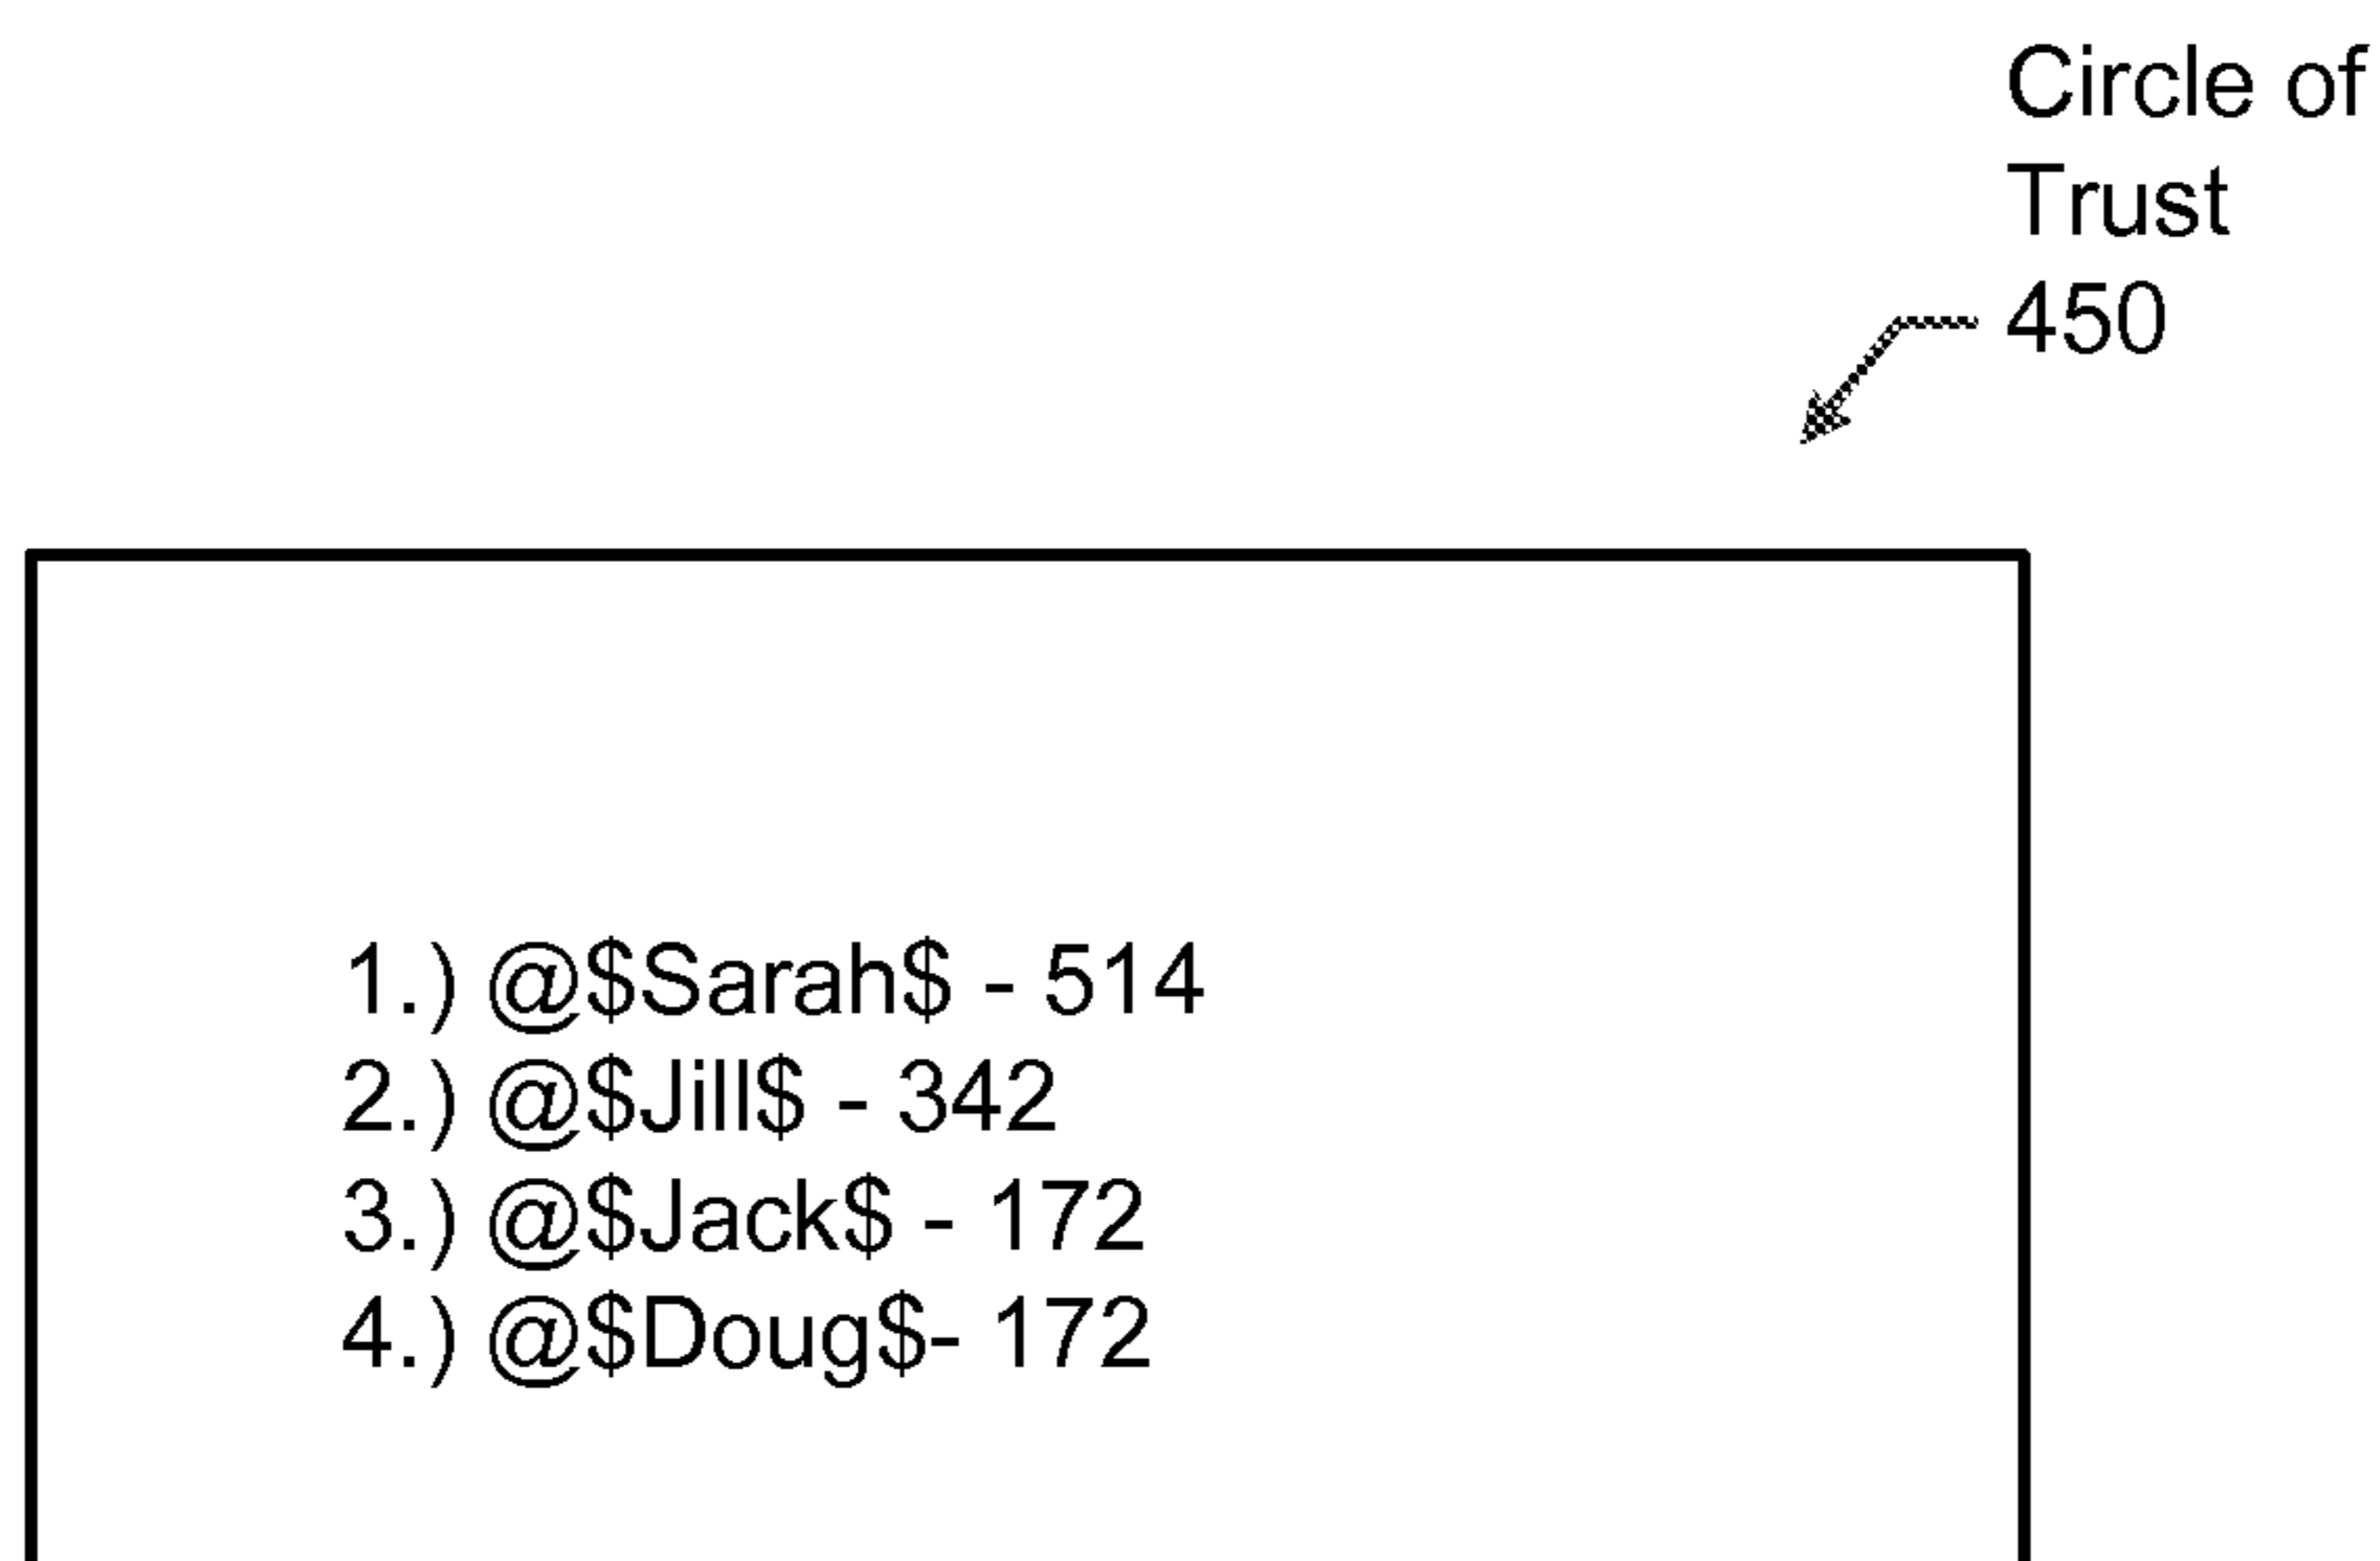 Circle of
Trust
450
1.) @$Sarah$ - 514
2.) @$Jill$ - 342
3.) @$Jack$ - 172
4.) @$Doug$- 172